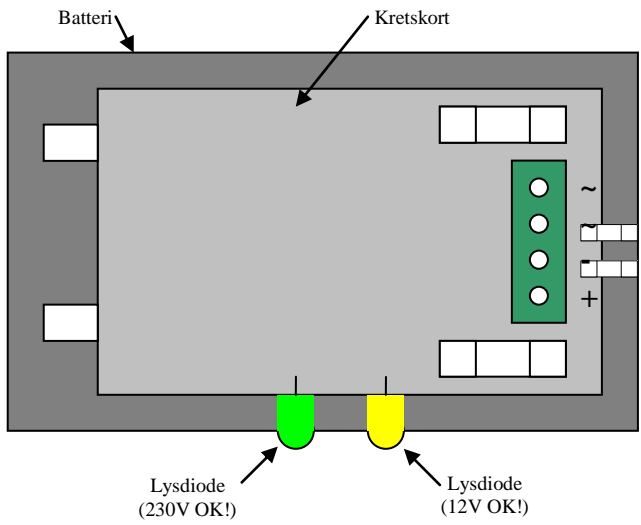 Batteri
Kretskort
~
~
-
+
Lysdiode
(230V OK!)
Lysdiode
(12V OK!)